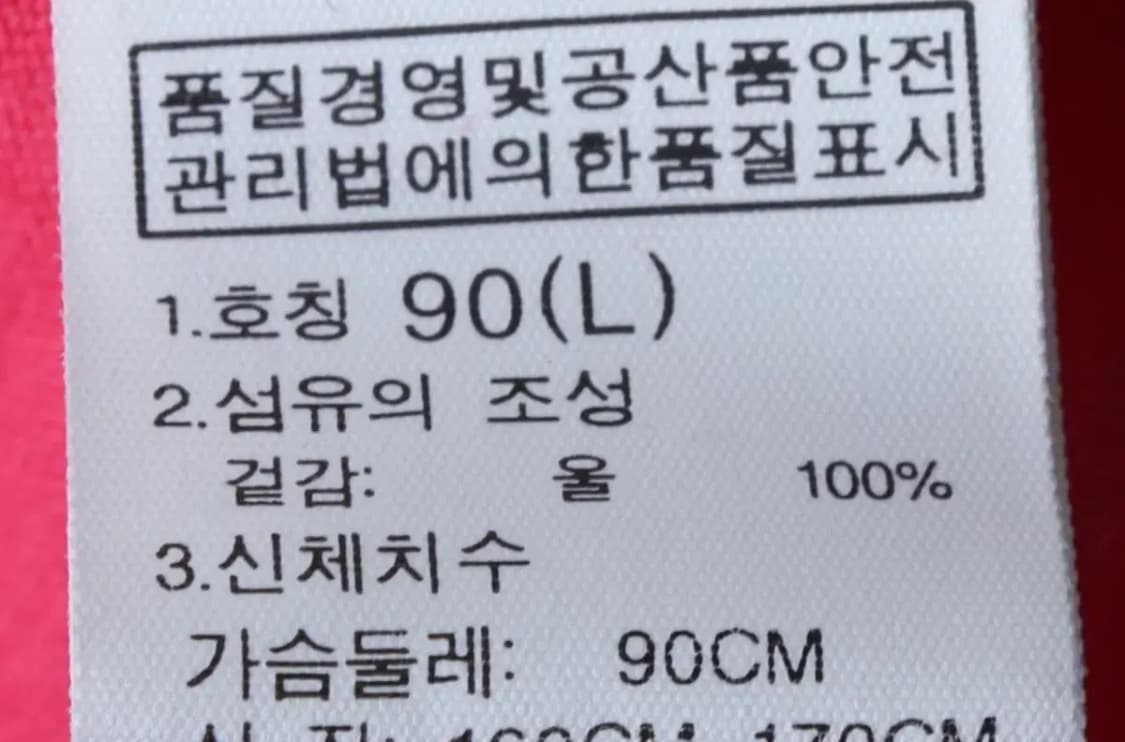 품질경영및공산품안전
관리법에의한품질표시
1.호칭 90(L)
2.섬유의 조성
겉감: 울 100%
3.신체치수
가슴둘레: 90CM